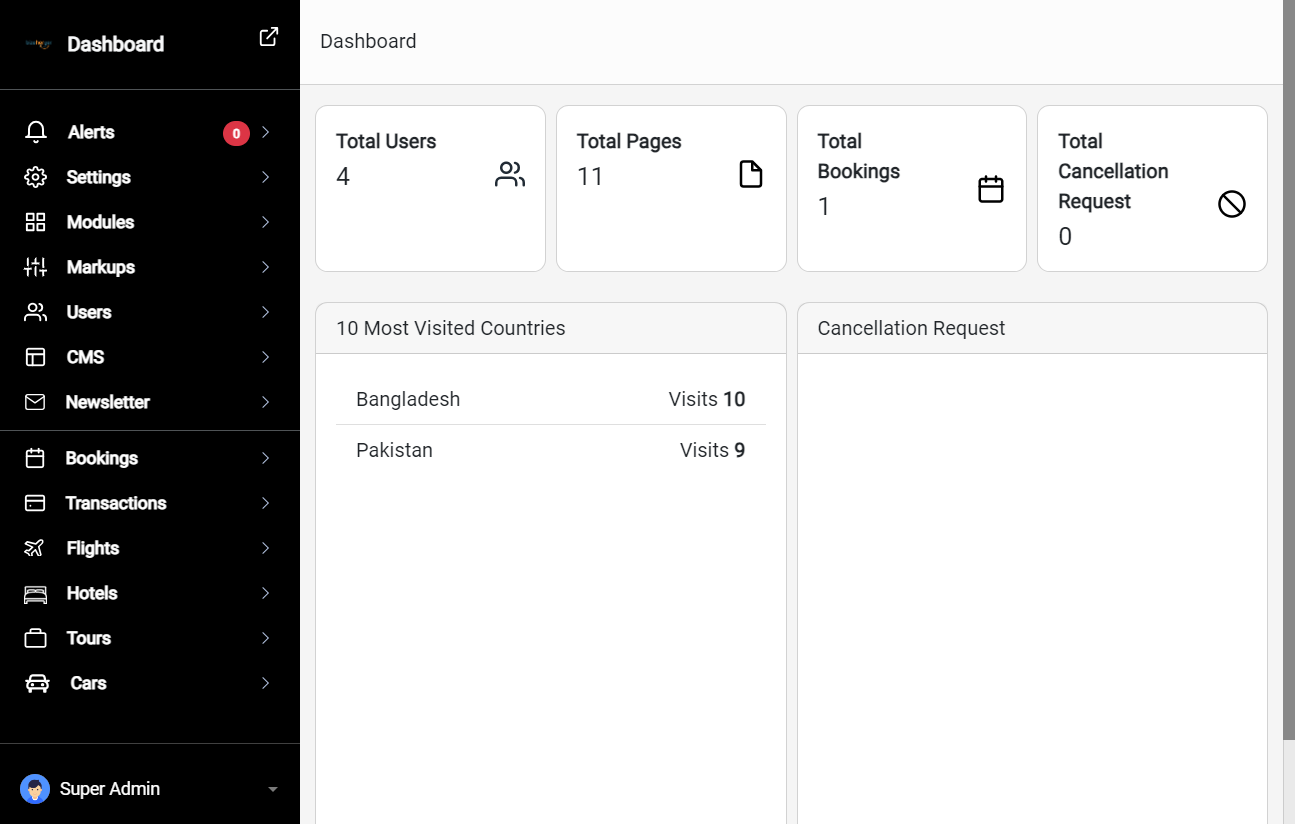 Dashboard
Alerts 0
Settings
Modules
Markups
Users
CMS
Newsletter
Bookings
Transactions
Flights
Hotels
Tours
Cars
Super Admin
Dashboard
Total Users
4
Total Pages
11
Total
Bookings
1
Total
Cancellation
Request
0
10 Most Visited Countries
Bangladesh Visits 10
Pakistan Visits 9
Cancellation Request